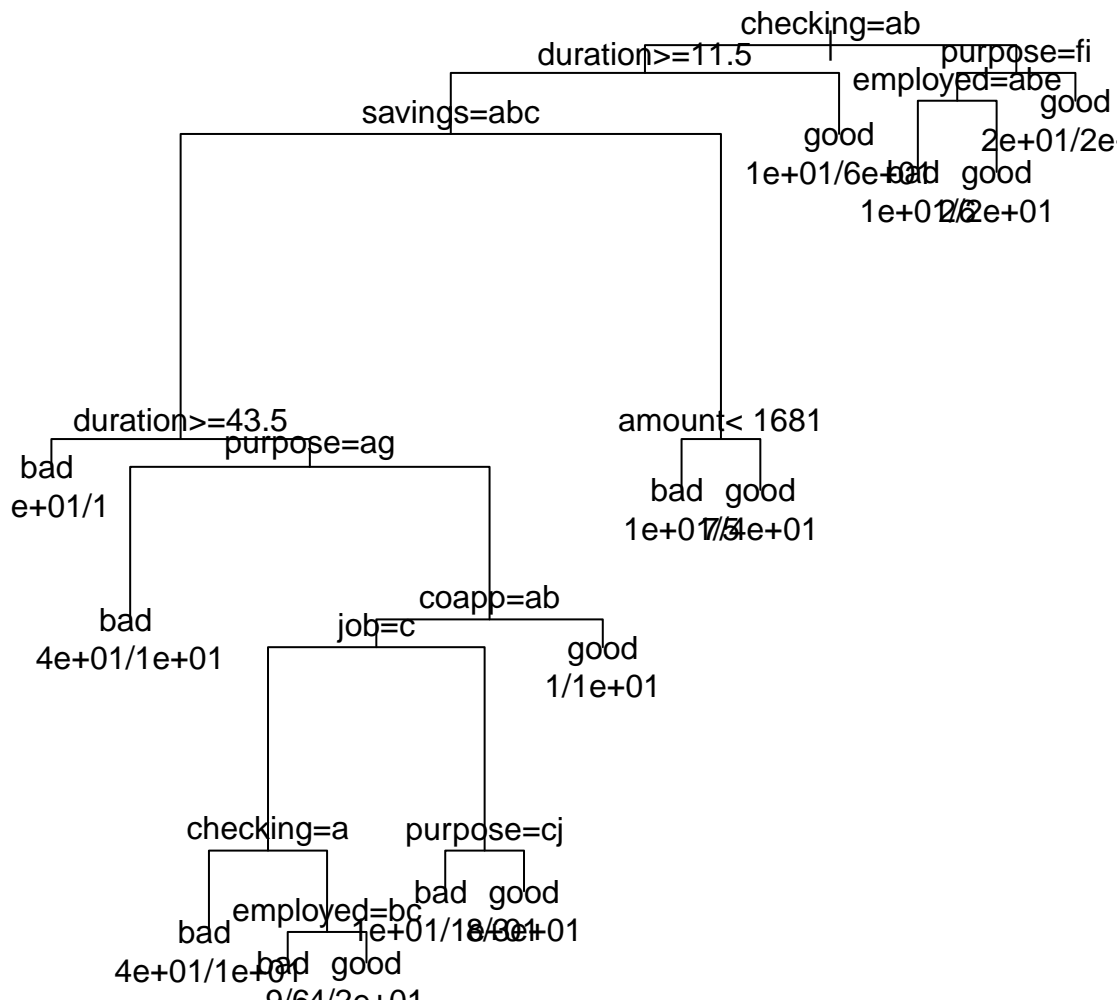 checking=ab
duration>=11.5
purpose=fi
employed=abe
good
savings=abc
good
2e+01/2e
1e+01/6e+01
bad
good
duration>=43.5
amount< 1681
purpose=ag
bad
e+01/1
bad
good
coapp=ab
bad
job=c
4e+01/1e+01
good
1/1e+01
checking=a
purpose=cj
bad
good
employed=bc
bad
4e+01/1e+01
bad
good